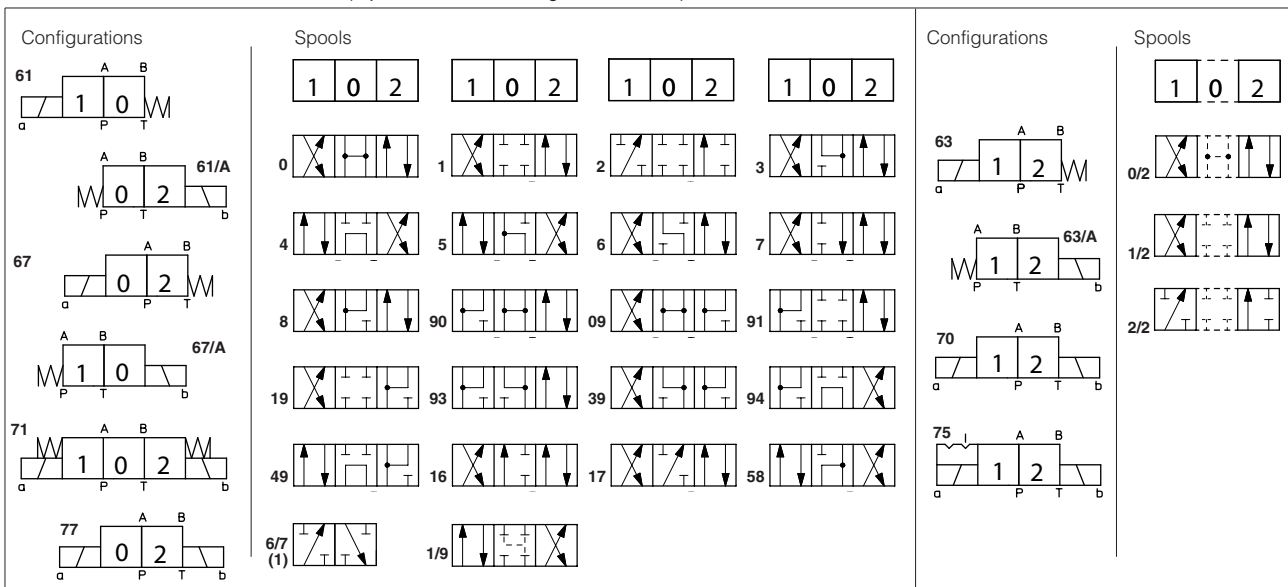 Configurations
61
A B
1 0
a P T
A B 61/A
0 2
P T b
67
A B
0 2
a P T
A B 67/A
1 0
P T b
71
A B
1 0 2
a P T b
77
A B
0 2
a P T b
Spools
1 0 2 1 0 2 1 0 2 1 0 2
0 1 2 3
4 5 6 7
8 90 09 91
19 93 39 94
49 16 17 58
6/7 1/9
(1)
Configurations
63
A B
1 2
a P T
A B 63/A
1 2
P T b
70
A B
1 2
a P T b
75
A B
1 2
a P T b
Spools
1 0 2
0/2
1/2
2/2